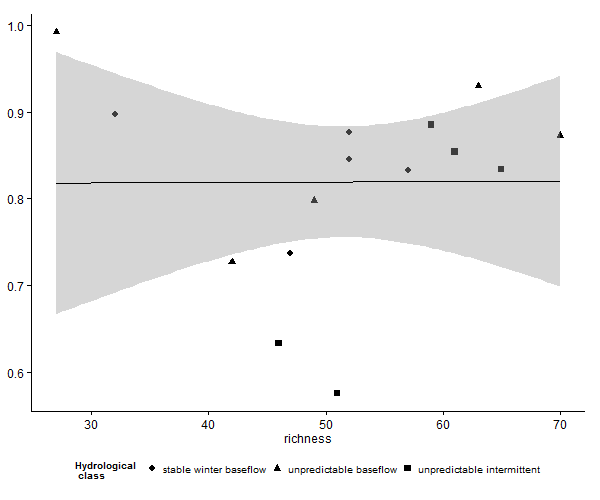 1.0
0.9
0.8
0.7
0.6
30 40 50 60 70
richness
Hydrological
class
stable winter baseflow unpredictable baseflow unpredictable intermittent